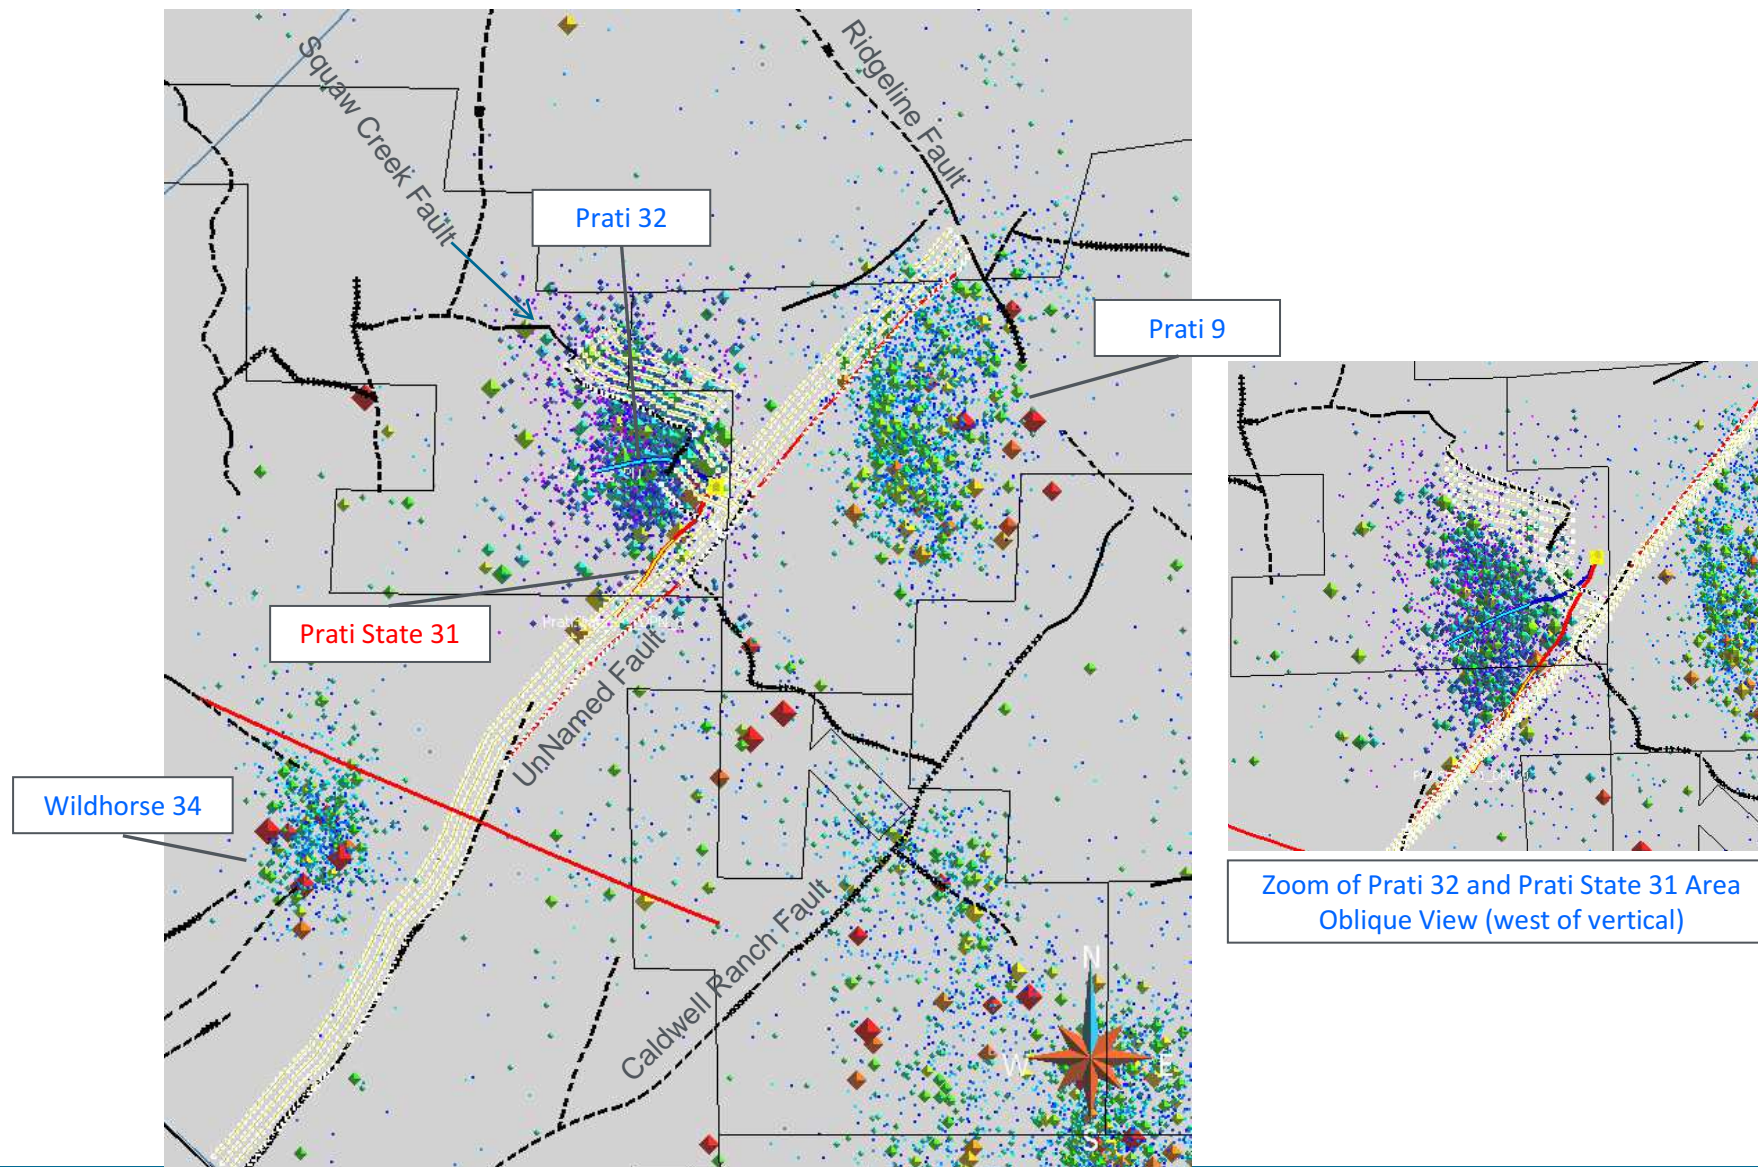 Squaw Creek Fault
Ridgeline Fault
Prati 32
Prati 9
Prati State 31
UnNamed Fault
Wildhorse 34
Caldwell Ranch Fault
N
W
E
S
Zoom of Prati 32 and Prati State 31 Area
Oblique View (west of vertical)